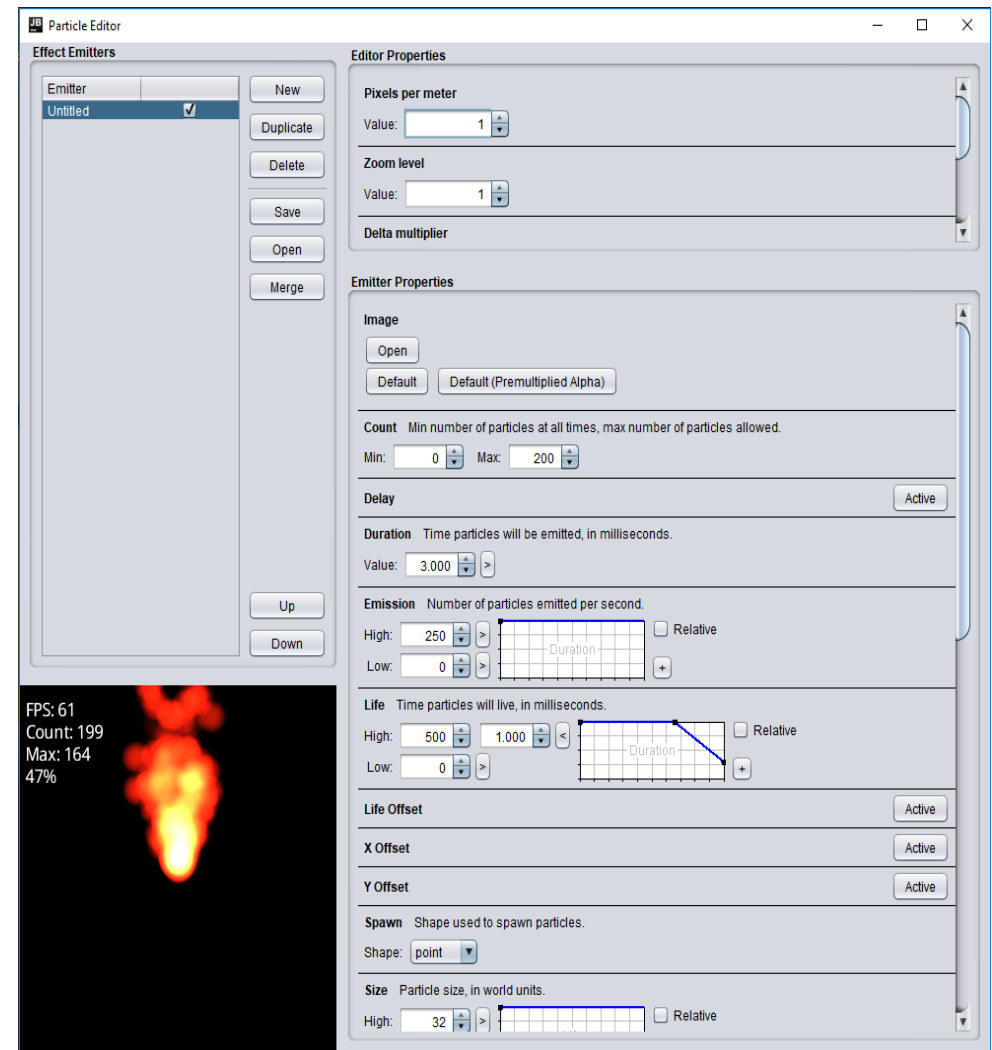 JB Particle Editor
Effect Emitters
Emitter
Untitled
New
Duplicate
Delete
Save
Open
Merge
Up
Down
FPS: 61
Count: 199
Max: 164
47%
Editor Properties
Pixels per meter
Value: 1
Zoom level
Value: 1
Delta multiplier
Emitter Properties
Image
Open
Default Default (Premultiplied Alpha)
Count Min number of particles at all times, max number of particles allowed.
Min: 0 Max: 200
Delay Active
Duration Time particles will be emitted, in milliseconds.
Value: 3.000 >
Emission Number of particles emitted per second.
High: 250 > Duration Relative
Low: 0 > +
Life Time particles will live, in milliseconds.
High: 500 1.000 < Duration Relative
Low: 0 > +
Life Offset Active
X Offset Active
Y Offset Active
Spawn Shape used to spawn particles.
Shape: point
Size Particle size, in world units.
High: 32 > Relative